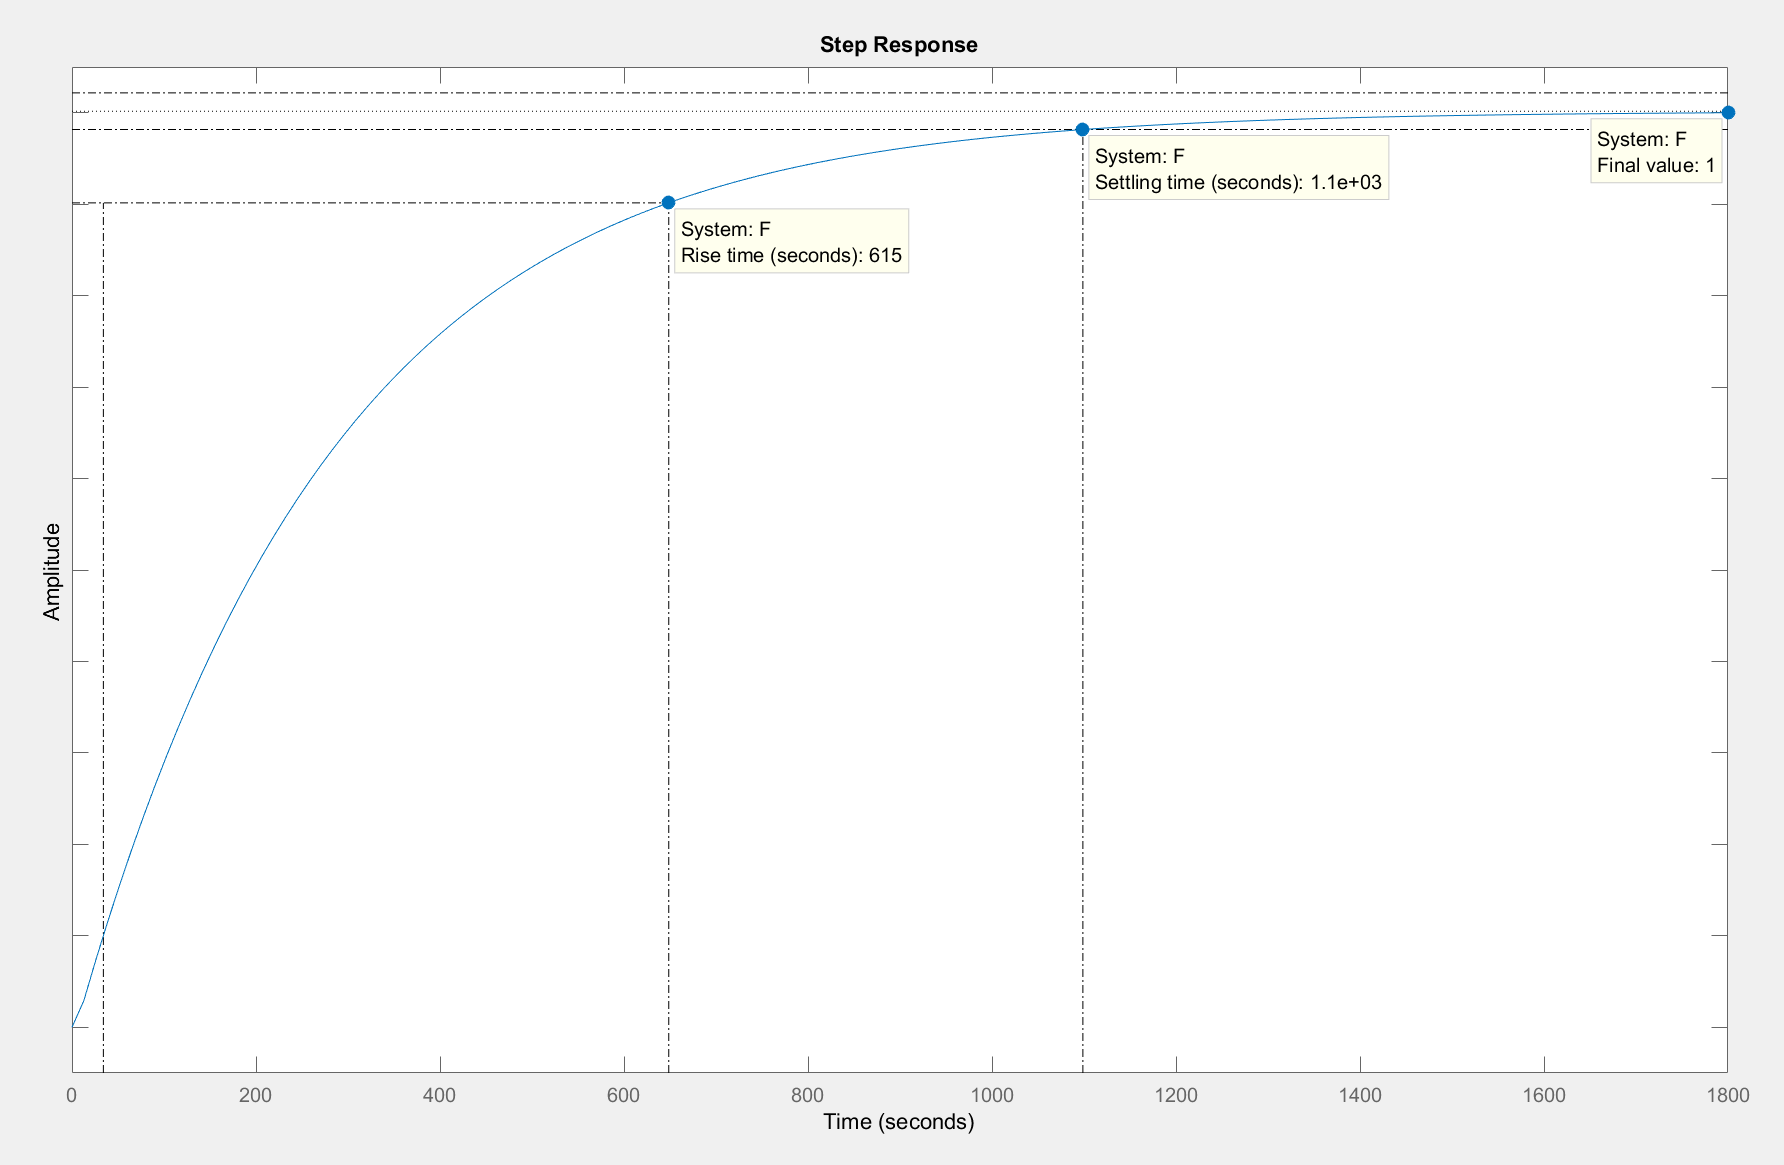 Step Response
System: F
Final value: 1
System: F
Settling time (seconds): 1.1e+03
System: F
Rise time (seconds): 615
Amplitude
0 200 400 600 800 1000 1200 1400 1600 1800
Time (seconds)